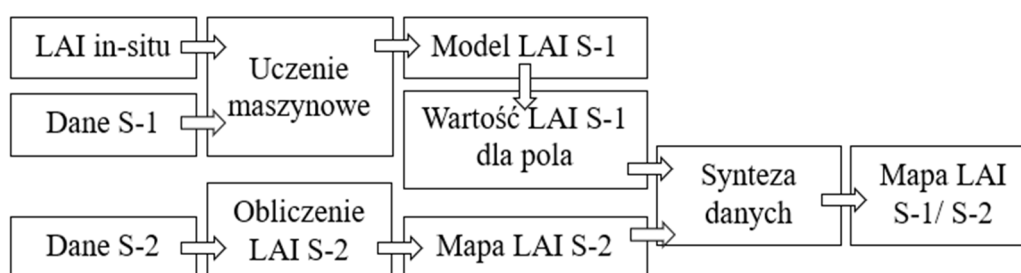 LAI in-situ
Dane S-1
Uczenie
maszynowe
Model LAI S-1
Wartość LAI S-1
dla pola
Dane S-2
Obliczenie
LAI S-2
Mapa LAI S-2
Synteza
danych
Mapa LAI
S-1/ S-2